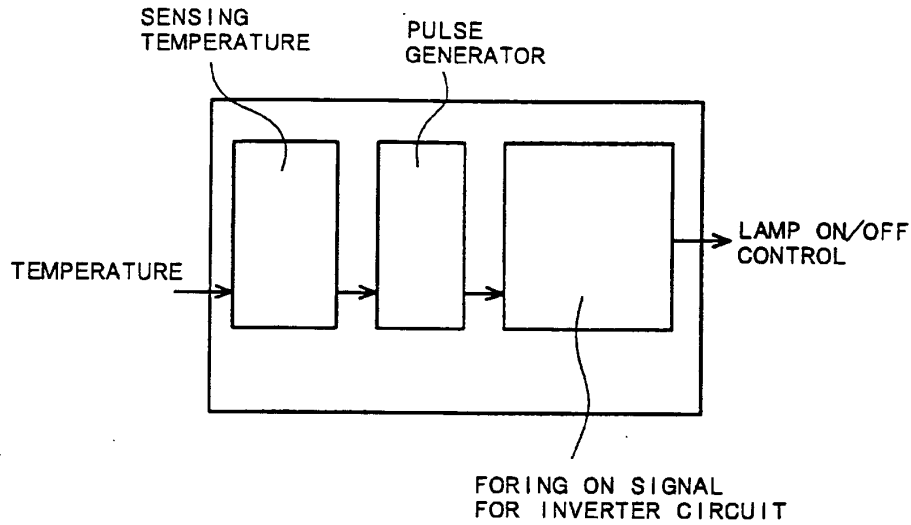 SENSING
TEMPERATURE
PULSE
GENERATOR
LAMP ON/OFF
CONTROL
TEMPERATURE
FORING ON SIGNAL
FOR INVERTER CIRCUIT